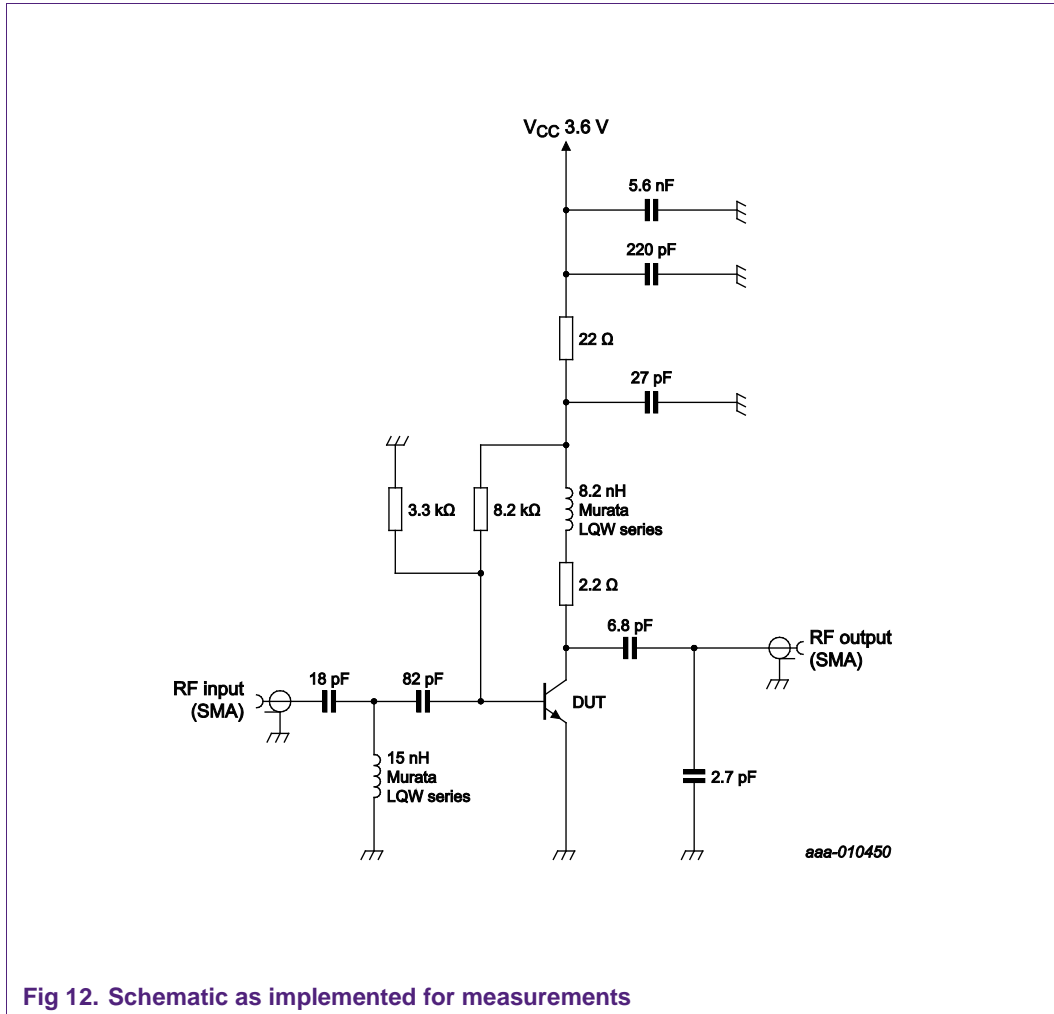 VCC 3.6 V
5.6 nF
220 pF
22 Ω
27 pF
3.3 kΩ
8.2 kΩ
8.2 nH
Murata
LQW series
2.2 Ω
6.8 pF
RF output
(SMA)
RF input
(SMA)
18 pF
82 pF
DUT
15 nH
Murata
LQW series
2.7 pF
aaa-010450
Fig 12. Schematic as implemented for measurements